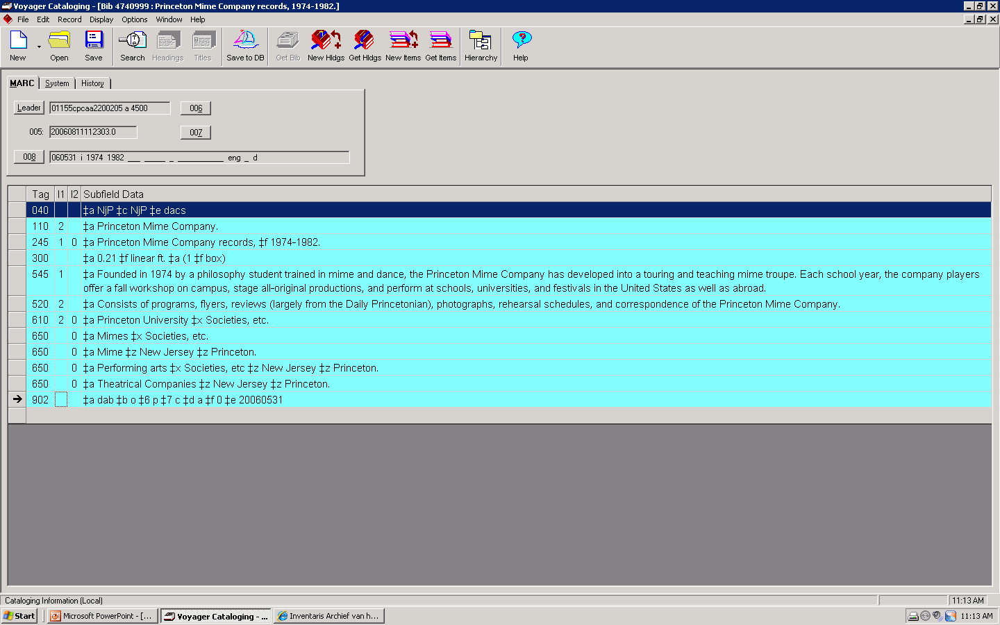 Voyager Cataloging - [Bib 4740999 : Princeton Mime Company records, 1974-1982.]
File Edit Record Display Options Window Help
New Open Save Search Headings Titles Save to DB Get Bib New Hldgs Get Hldgs New Items Get Items Hierarchy Help
MARC System History
Leader 01155cpcaa2200205 a 4500 006
005: 20060811112303.0 007
008 060531 i 1974 1982 ___ _____ _ ___________ eng _ d
Tag I1 I2 Subfield Data
040 ‡a NjP ‡c NjP ‡e dacs
110 2 ‡a Princeton Mime Company.
245 1 0 ‡a Princeton Mime Company records, ‡f 1974-1982.
300 ‡a 0.21 ‡f linear ft. ‡a (1 ‡f box)
545 1 ‡a Founded in 1974 by a philosophy student trained in mime and dance, the Princeton Mime Company has developed into a touring and teaching mime troupe. Each school year, the company players
offer a fall workshop on campus, stage all-original productions, and perform at schools, universities, and festivals in the United States as well as abroad.
520 2 ‡a Consists of programs, flyers, reviews (largely from the Daily Princetonian), photographs, rehearsal schedules, and correspondence of the Princeton Mime Company.
610 2 0 ‡a Princeton University ‡x Societies, etc.
650 0 ‡a Mimes ‡x Societies, etc.
650 0 ‡a Mime ‡z New Jersey ‡z Princeton.
650 0 ‡a Performing arts ‡x Societies, etc ‡z New Jersey ‡z Princeton.
650 0 ‡a Theatrical Companies ‡z New Jersey ‡z Princeton.
902 ‡a dab ‡b o ‡6 p ‡7 c ‡d a ‡f 0 ‡e 20060531
Cataloging Information (Local) 11:13 AM
Start Microsoft PowerPoint - [... Voyager Cataloging - ... Inventaris Archief van h... 11:13 AM